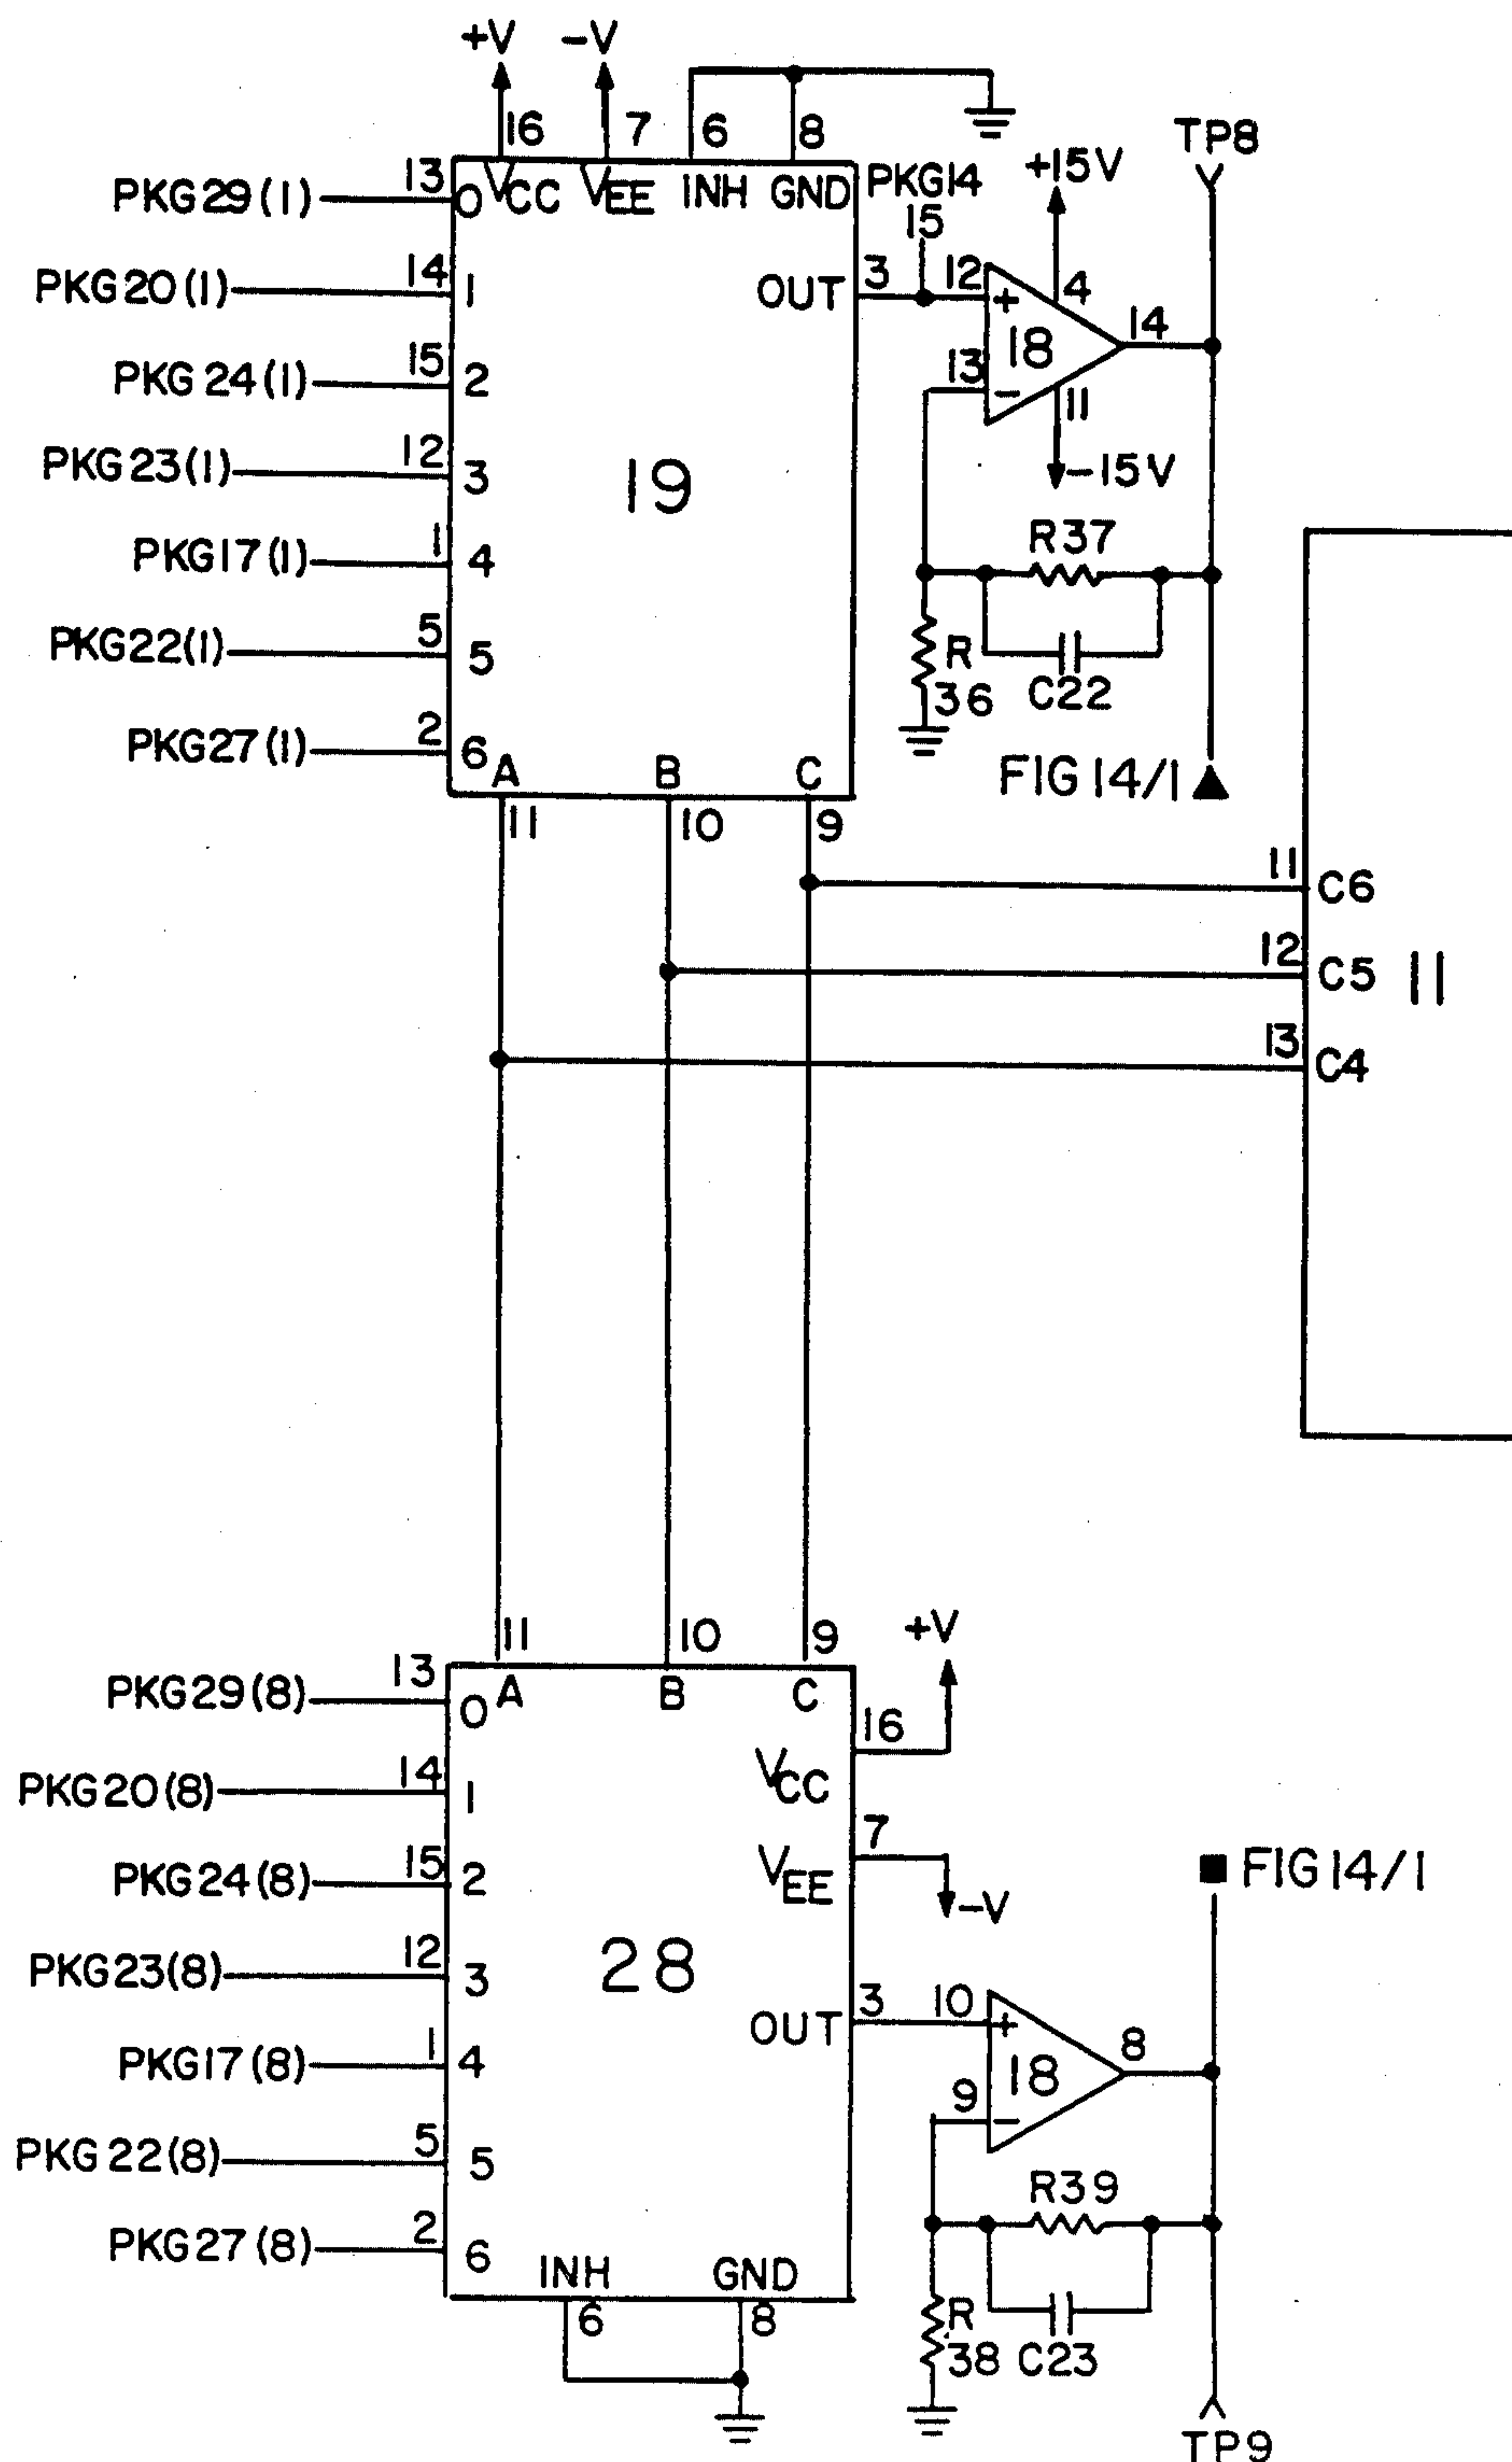 +V -V
16 7 6 8
TP8
PKG29(1) 13 0 VCC VEE INH GND PKG14 +15V
15
PKG20(1) 14 1 OUT 3 12 + 4
18 14
PKG24(1) 15 2 13 - 11
PKG23(1) 12 3 19 -15V
PKG17(1) 1 4 R37
PKG22(1) 5 5 R
36 C22
PKG27(1) 2 6 A B C FIG 14/1
11 10 9
11 C6
12 C5 11
13 C4
11 10 9 +V
PKG29(8) 13 0 A B C
16
PKG20(8) 14 1 VCC
7
PKG24(8) 15 2 VEE FIG 14/1
-V
PKG23(8) 12 3 28
OUT 3 10 + 8
PKG17(8) 1 4 18
9 -
PKG22(8) 5 5 R39
PKG27(8) 2 6 INH GND
6 8 R
38 C23
TP9